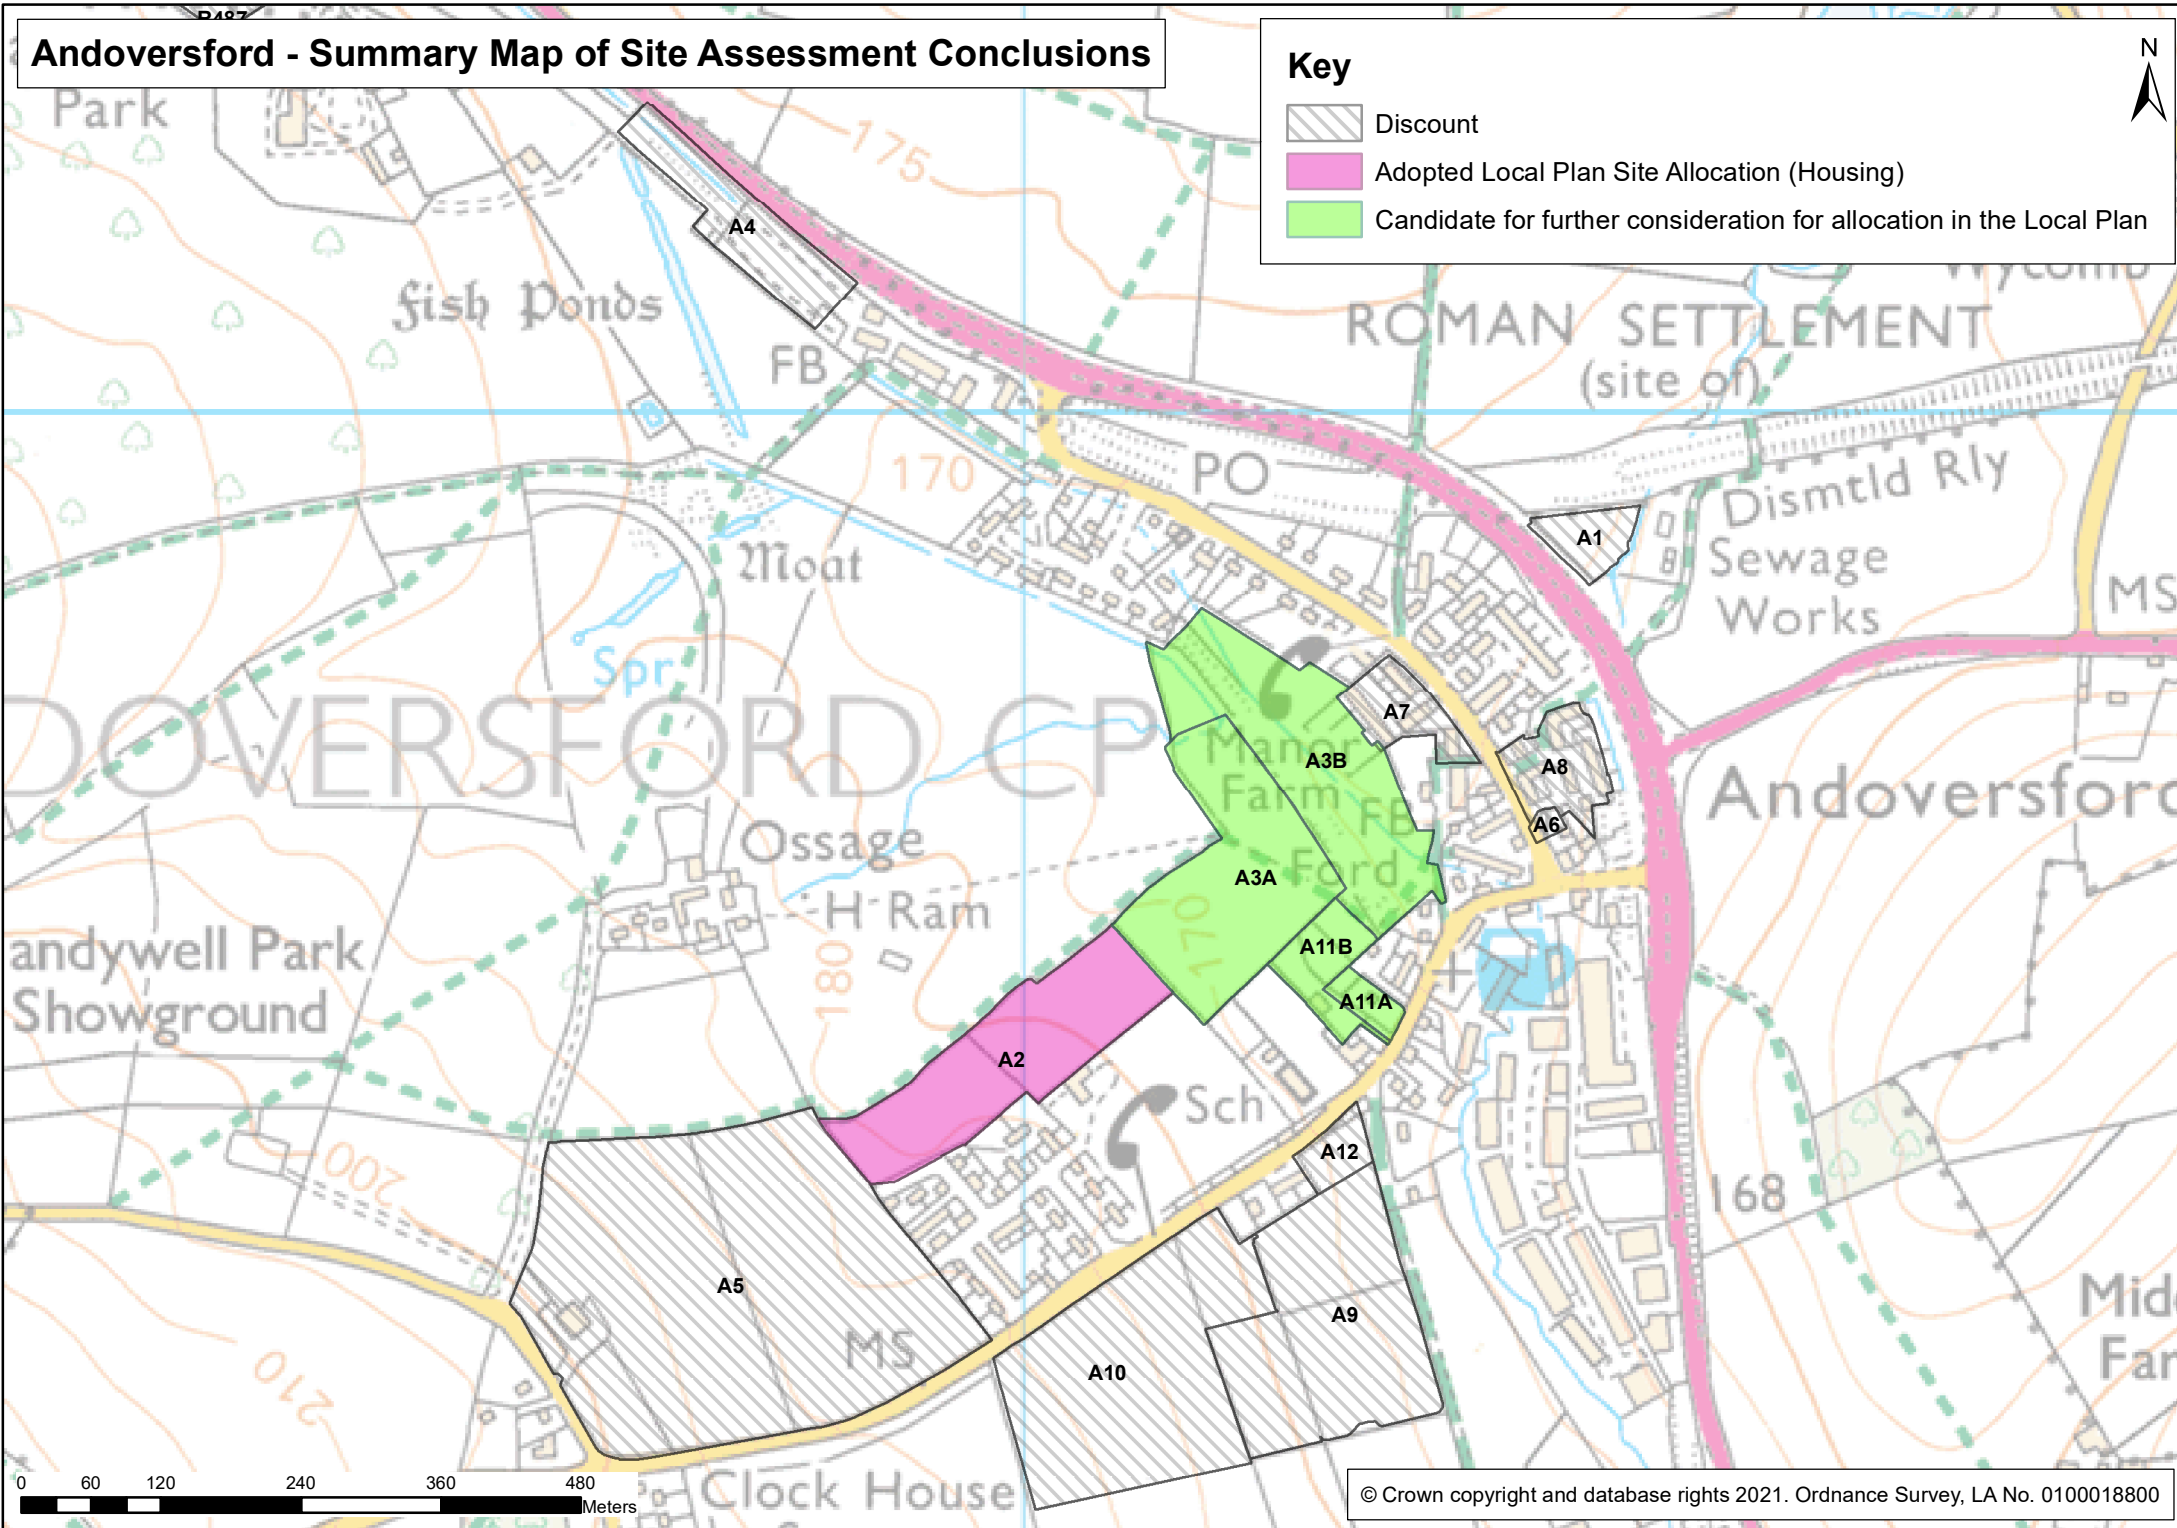 Andoversford - Summary Map of Site Assessment Conclusions
Key
N
Discount
Adopted Local Plan Site Allocation (Housing)
Candidate for further consideration for allocation in the Local Plan
Park
175
A4
Fish Ponds
FB
ROMAN SETTLEMENT
(site of)
170
PO
Dismtld Rly
A1
Moat
Sewage
Works
MS
Spr
DOVERSFORD CP
A7
Manor
Farm
A3B
A8
FB
A6
Andoversford
Ossage
Ford
A3A
H Ram
170
andywell Park
Showground
180
A11B
A11A
A2
Sch
A12
200
168
A5
A9
Mid
Far
MS
A10
210
Clock House
0 60 120 240 360 480
Meters
© Crown copyright and database rights 2021. Ordnance Survey, LA No. 0100018800